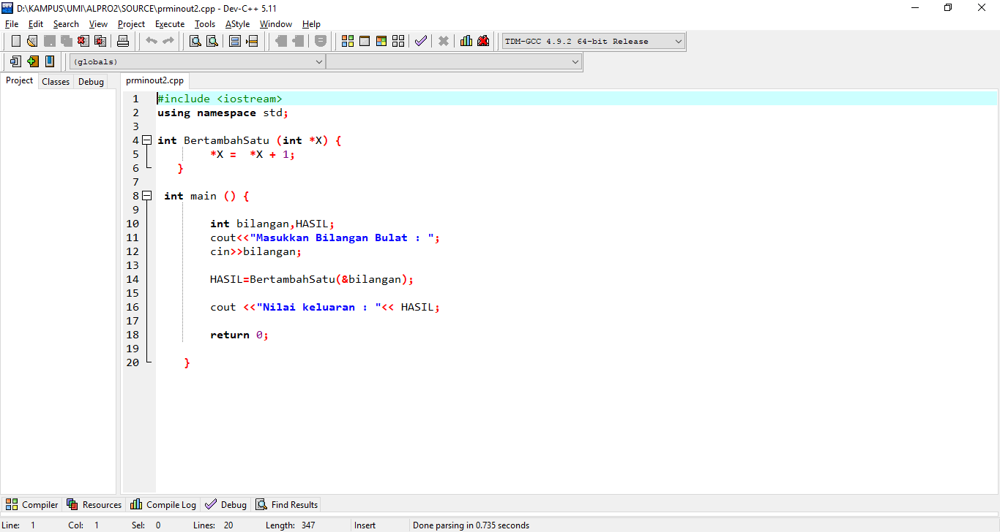 D:\KAMPUS\UMI\ALPRO2\SOURCE\prminout2.cpp - Dev-C++ 5.11
File Edit Search View Project Execute Tools AStyle Window Help
TDM-GCC 4.9.2 64-bit Release
(globals)
Project Classes Debug prminout2.cpp
1 #include <iostream>
2 using namespace std;
3
4 int BertambahSatu (int *X) {
5 *X = *X + 1;
6 }
7
8 int main () {
9
10 int bilangan,HASIL;
11 cout<<"Masukkan Bilangan Bulat : ";
12 cin>>bilangan;
13
14 HASIL=BertambahSatu(&bilangan);
15
16 cout <<"Nilai keluaran : "<< HASIL;
17
18 return 0;
19
20 }
Compiler Resources Compile Log Debug Find Results
Line: 1 Col: 1 Sel: 0 Lines: 20 Length: 347 Insert Done parsing in 0.735 seconds